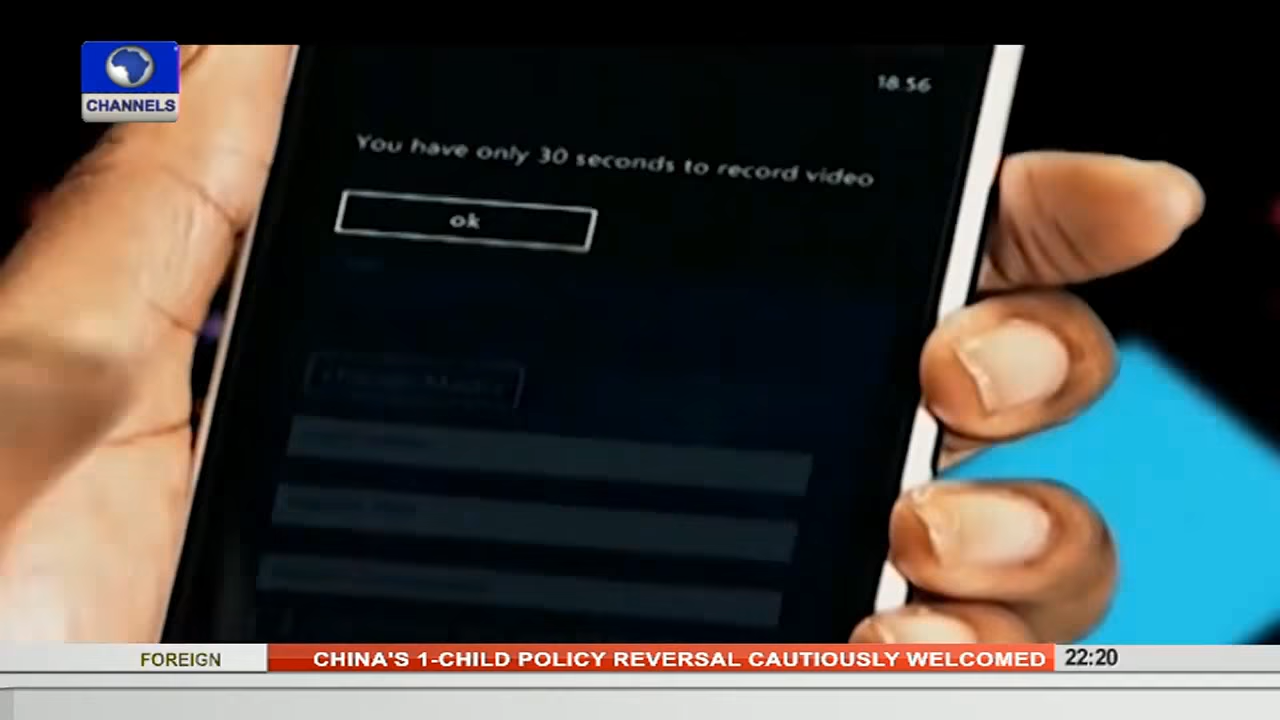 CHANNELS
18.56
You have only 30 seconds to record video
ok
FOREIGN
CHINA'S 1-CHILD POLICY REVERSAL CAUTIOUSLY WELCOMED
22:20